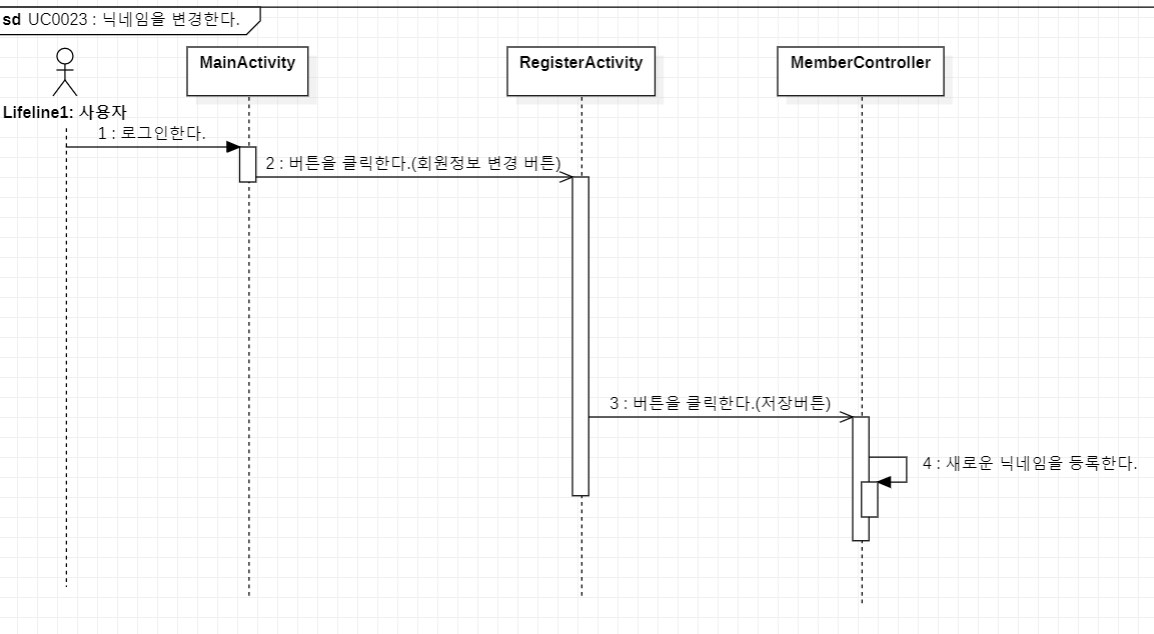 sd UC0023 : 닉네임을 변경한다.
MainActivity
RegisterActivity
MemberController
Lifeline1: 사용자
1 : 로그인한다.
2 : 버튼을 클릭한다.(회원정보 변경 버튼)
3 : 버튼을 클릭한다.(저장버튼)
4 : 새로운 닉네임을 등록한다.